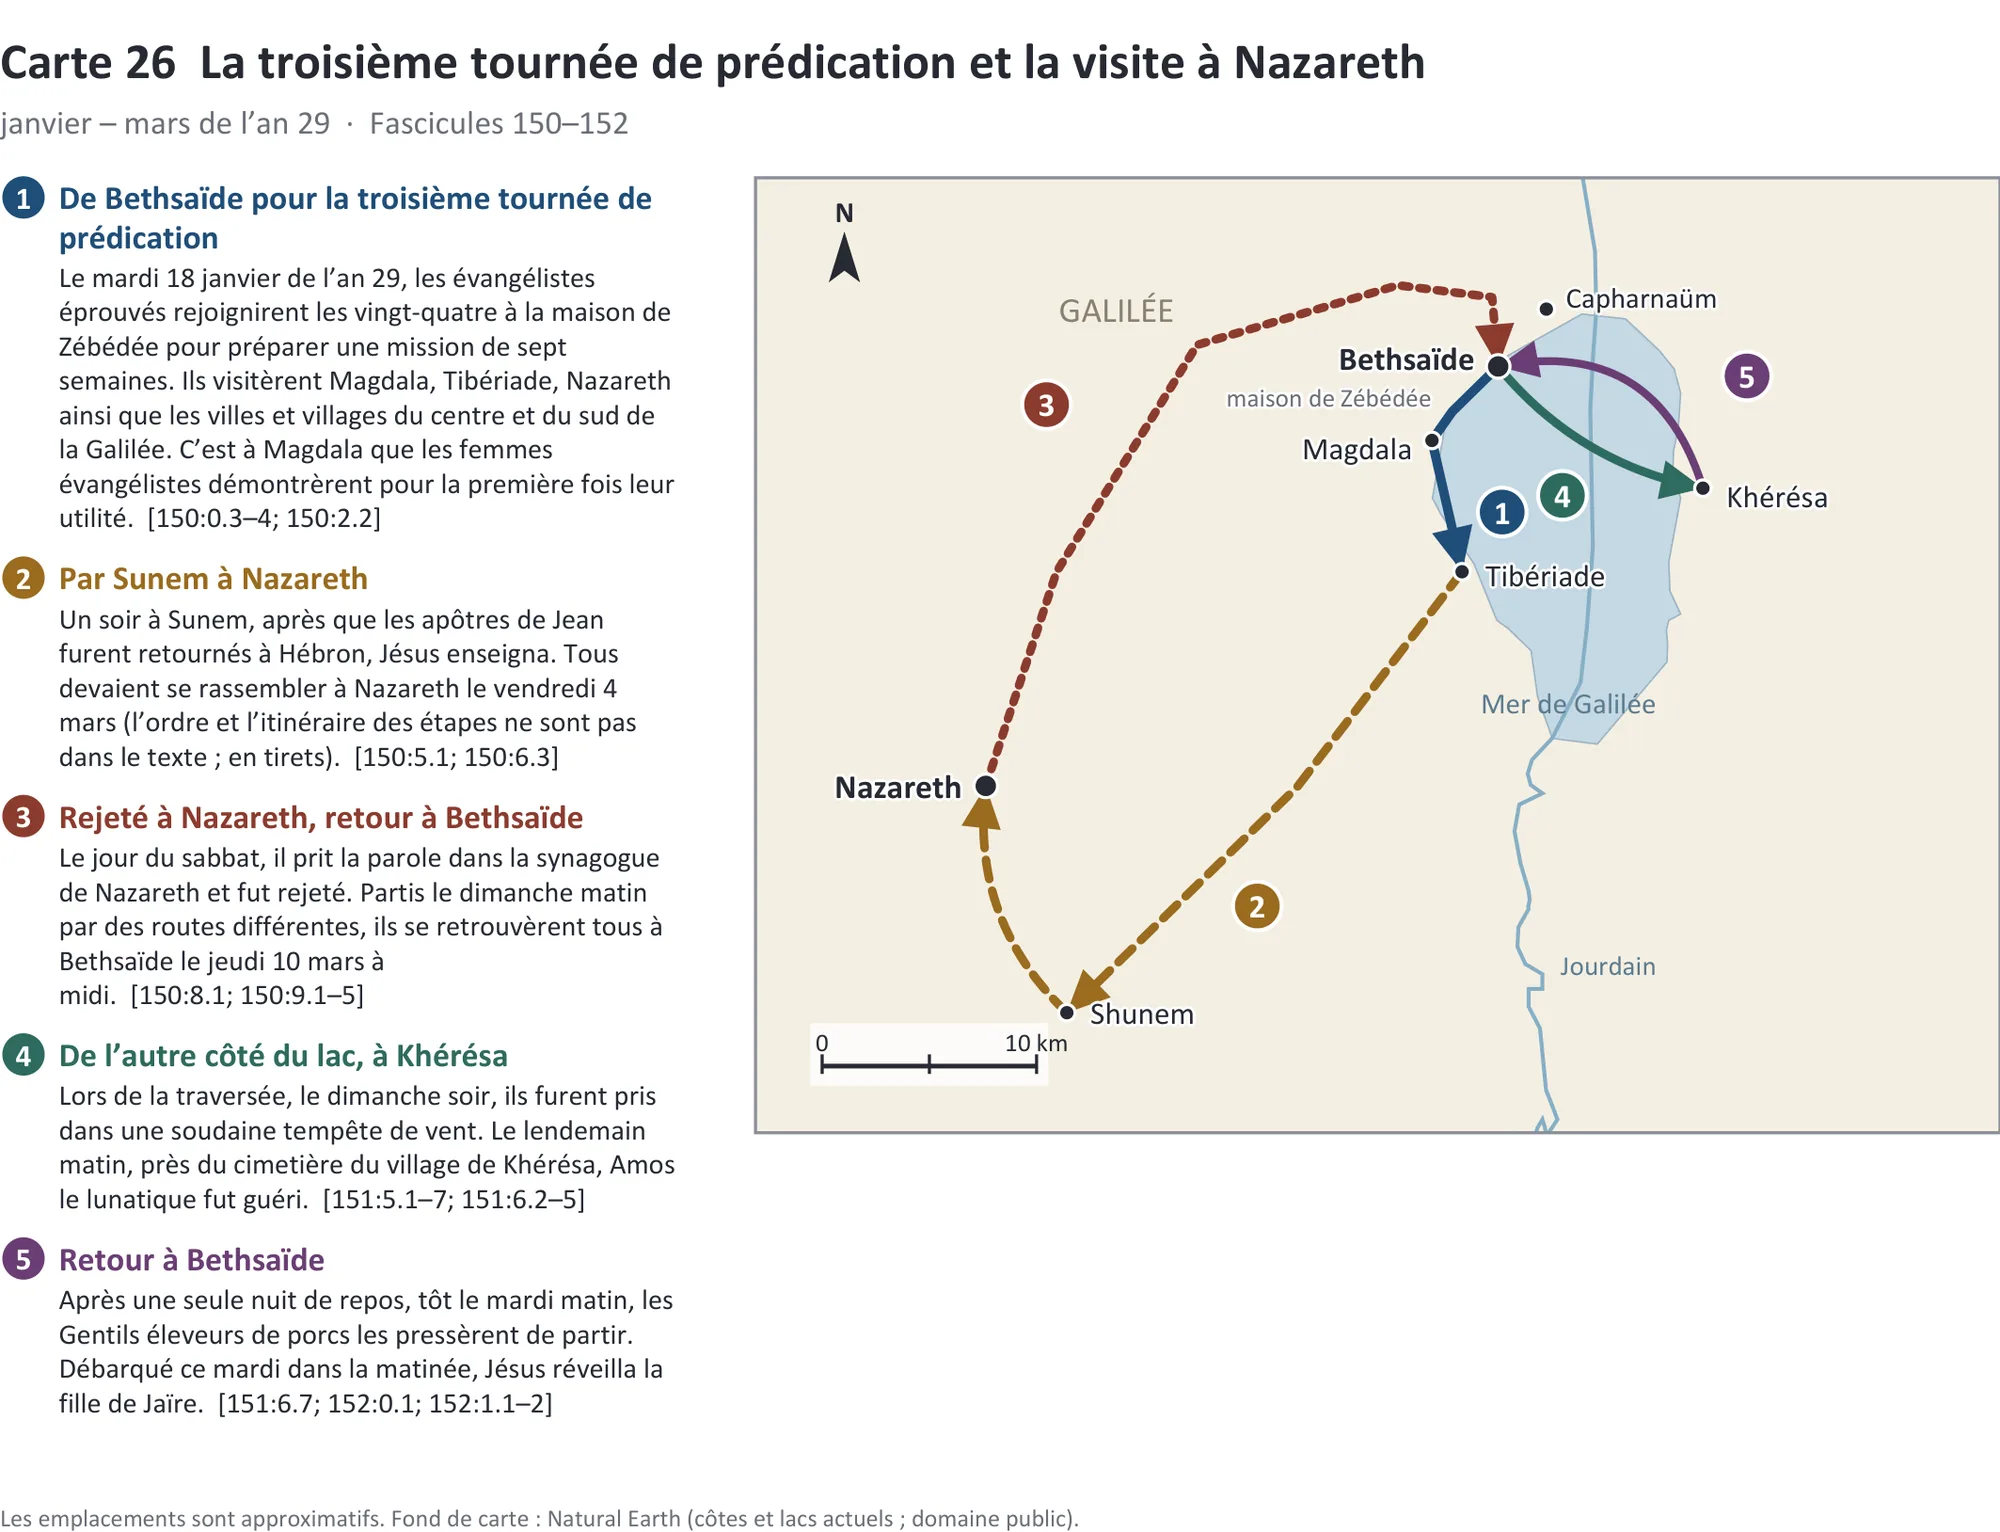 Carte 26  La troisième tournée de prédication et la visite à Nazareth
janvier – mars de l’an 29 · Fascicules 150–152
1 De Bethsaïde pour la troisième tournée de
prédication
Le mardi 18 janvier de l’an 29, les évangélistes
éprouvés rejoignirent les vingt-quatre à la maison de
Zébédée pour préparer une mission de sept
semaines. Ils visitèrent Magdala, Tibériade, Nazareth
ainsi que les villes et villages du centre et du sud de
la Galilée. C’est à Magdala que les femmes
évangélistes démontrèrent pour la première fois leur
utilité.  [150:0.3–4; 150:2.2]
2 Par Sunem à Nazareth
Un soir à Sunem, après que les apôtres de Jean
furent retournés à Hébron, Jésus enseigna. Tous
devaient se rassembler à Nazareth le vendredi 4
mars (l’ordre et l’itinéraire des étapes ne sont pas
dans le texte ; en tirets).  [150:5.1; 150:6.3]
3 Rejeté à Nazareth, retour à Bethsaïde
Le jour du sabbat, il prit la parole dans la synagogue
de Nazareth et fut rejeté. Partis le dimanche matin
par des routes différentes, ils se retrouvèrent tous à
Bethsaïde le jeudi 10 mars à
midi.  [150:8.1; 150:9.1–5]
4 De l’autre côté du lac, à Khérésa
Lors de la traversée, le dimanche soir, ils furent pris
dans une soudaine tempête de vent. Le lendemain
matin, près du cimetière du village de Khérésa, Amos
le lunatique fut guéri.  [151:5.1–7; 151:6.2–5]
5 Retour à Bethsaïde
Après une seule nuit de repos, tôt le mardi matin, les
Gentils éleveurs de porcs les pressèrent de partir.
Débarqué ce mardi dans la matinée, Jésus réveilla la
fille de Jaïre.  [151:6.7; 152:0.1; 152:1.1–2]
N
GALILÉE
Capharnaüm
Bethsaïde
maison de Zébédée
5
3
Magdala
4
1
Khérésa
Tibériade
Mer de Galilée
Nazareth
2
Jourdain
Shunem
0 10 km
Les emplacements sont approximatifs. Fond de carte : Natural Earth (côtes et lacs actuels ; domaine public).